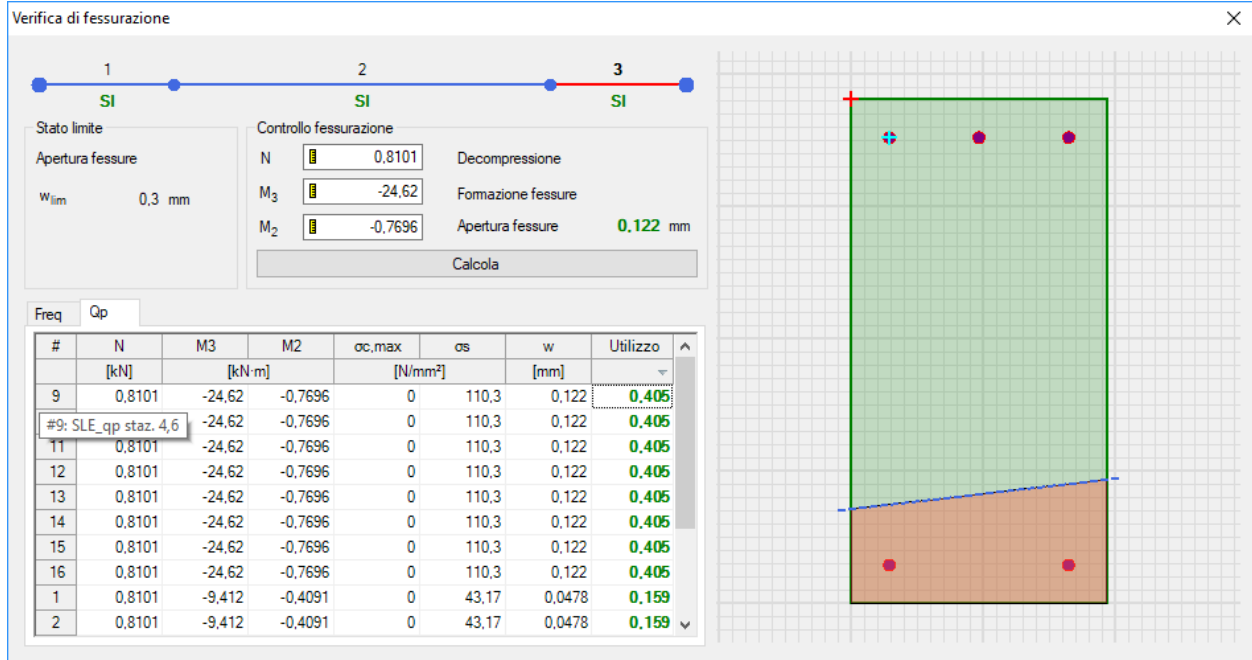 Verifica di fessurazione
1 2 3
SI SI SI
Stato limite
Apertura fessure
wlim 0,3 mm
Controllo fessurazione
N 0,8101 Decompressione
M3 -24,62 Formazione fessure
M2 -0,7696 Apertura fessure 0,122 mm
Calcola
Freq Qp
# N M3 M2 σc,max σs w Utilizzo
[kN] [kN·m] [N/mm²] [mm]
9 0,8101 -24,62 -0,7696 0 110,3 0,122 0,405
#9: SLE_qp staz. 4,6 -24,62 -0,7696 0 110,3 0,122 0,405
11 0,8101 -24,62 -0,7696 0 110,3 0,122 0,405
12 0,8101 -24,62 -0,7696 0 110,3 0,122 0,405
13 0,8101 -24,62 -0,7696 0 110,3 0,122 0,405
14 0,8101 -24,62 -0,7696 0 110,3 0,122 0,405
15 0,8101 -24,62 -0,7696 0 110,3 0,122 0,405
16 0,8101 -24,62 -0,7696 0 110,3 0,122 0,405
1 0,8101 -9,412 -0,4091 0 43,17 0,0478 0,159
2 0,8101 -9,412 -0,4091 0 43,17 0,0478 0,159